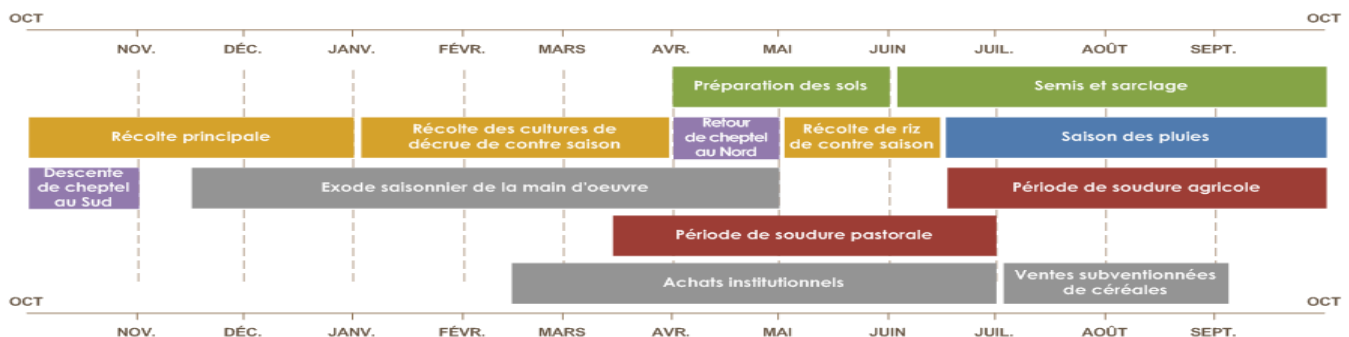 OCT OCT
NOV. DÉC. JANV. FÉVR. MARS AVR. MAI JUIN JUIL. AOÛT SEPT.
Préparation des sols
Semis et sarclage
Récolte principale
Récolte des cultures de
décrue de contre saison
Retour
de cheptel
au Nord
Récolte de riz
de contre saison
Saison des pluies
Descente
de cheptel
au Sud
Exode saisonnier de la main d'oeuvre
Période de soudure agricole
Période de soudure pastorale
Achats institutionnels
Ventes subventionnées
de céréales
OCT OCT
NOV. DÉC. JANV. FÉVR. MARS AVR. MAI JUIN JUIL. AOÛT SEPT.